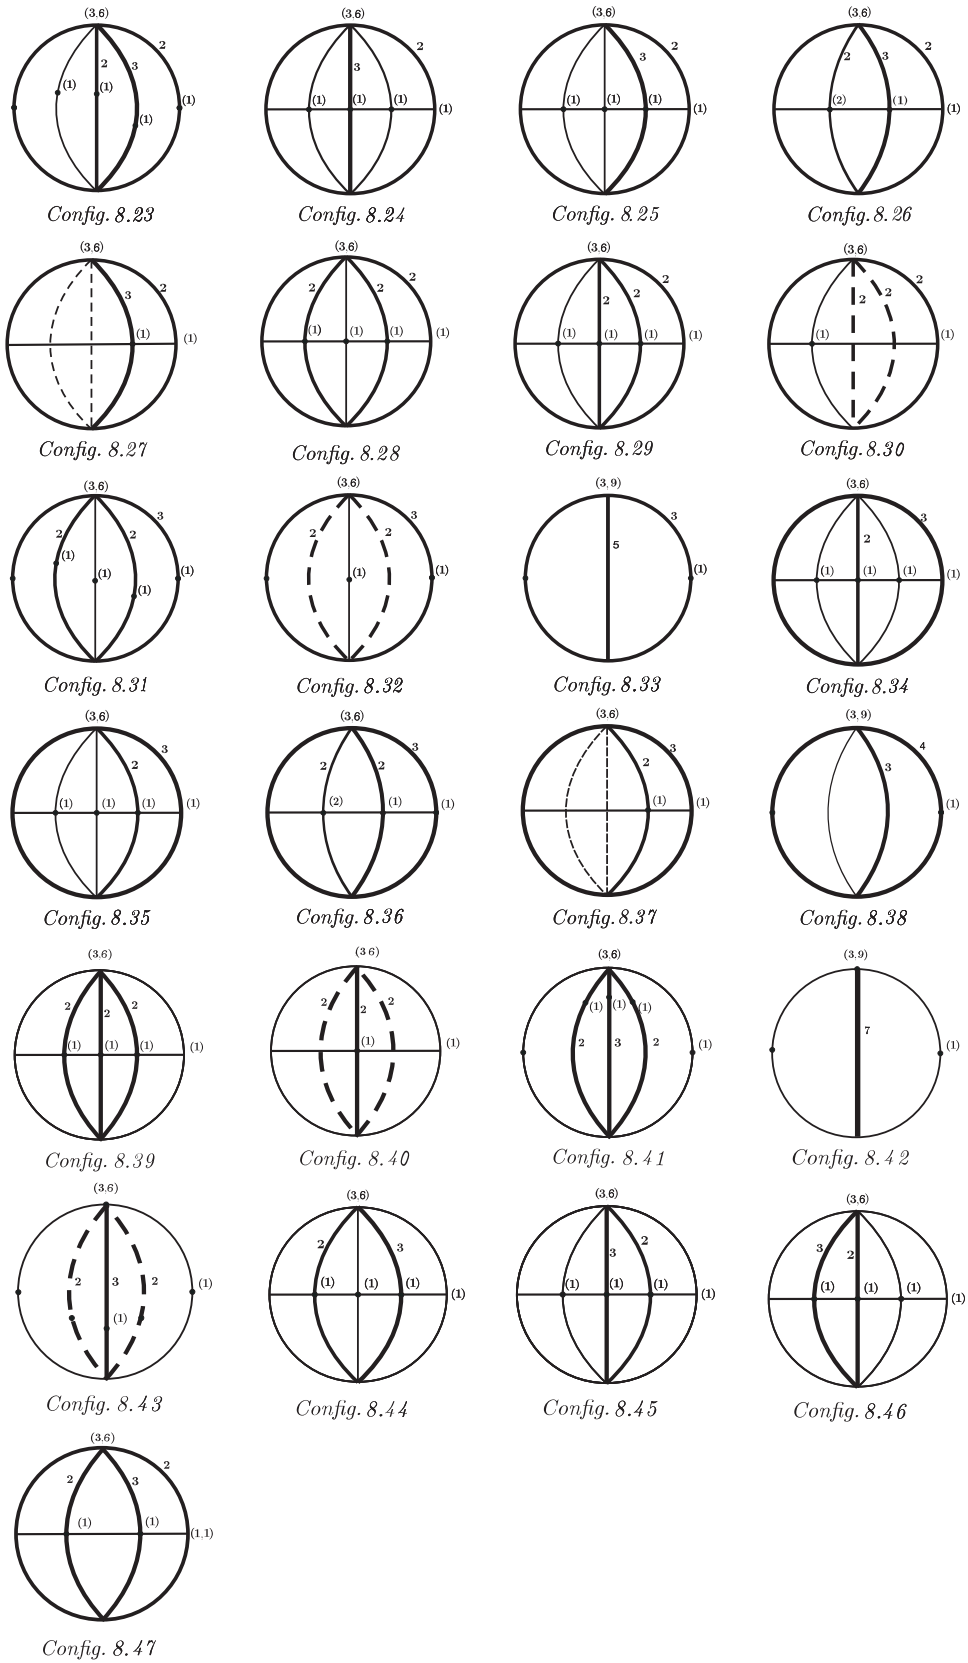 (3,6) (3,6) (3,6) (3,6)
2 2 2 2
2 3 3 3 2 3
(1) (1) (1) (1) (1) (1) (1) (1) (1) (1) (1) (1) (2) (1) (1)
Config. 8.23 Config. 8.24 Config. 8.25 Config. 8.26
(3,6) (3,6) (3,6) (3,6)
3 2 2 2 2 2 2 2 2 2 2
(1) (1) (1) (1) (1) (1) (1) (1) (1) (1) (1) (1)
Config. 8.27 Config. 8.28 Config. 8.29 Config. 8.30
(3,6) (3,6) (3,9) (3,6)
2 2 3 2 2 3 5 3 2 3
(1) (1) (1) (1) (1) (1) (1) (1) (1) (1) (1)
Config. 8.31 Config. 8.32 Config. 8.33 Config. 8.34
(3,6) (3,6) (3,6) (3,9)
2 3 2 2 3 2 3 3 4
(1) (1) (1) (1) (2) (1) (1) (1) (1) (1)
Config. 8.35 Config. 8.36 Config. 8.37 Config. 8.38
(3,6) (3 6) (3,6) (3,9)
2 2 2 2 2 2 (1) (1) (1) 7
(1) (1) (1) (1) (1) (1) 2 3 2 (1) (1)
Config. 8.39 Config. 8.40 Config. 8.41 Config. 8.42
(3,6) (3,6) (3,6) (3,6)
2 3 2 2 3 3 2 3 2
(1) (1) (1) (1) (1) (1) (1) (1) (1) (1) (1) (1) (1) (1)
Config. 8.43 Config. 8.44 Config. 8.45 Config. 8.46
(3,6)
2 3 2
(1) (1) (1,1)
Config. 8.47